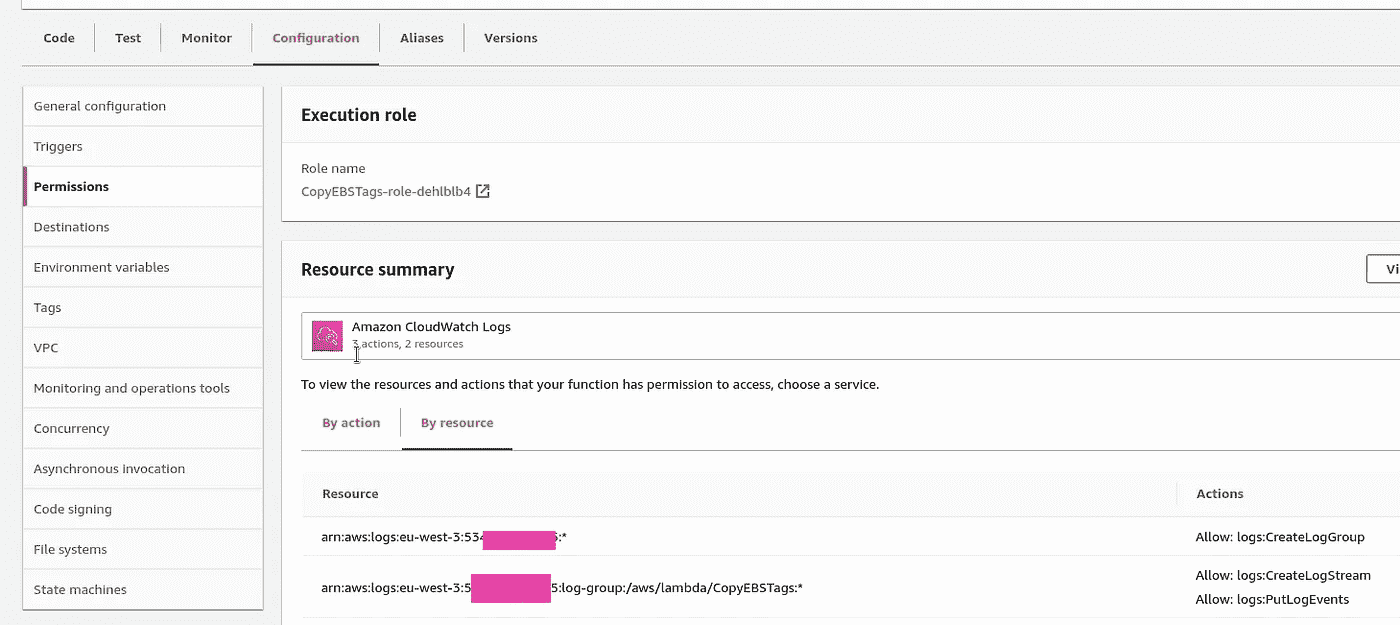 Code Test Monitor Configuration Aliases Versions
General configuration
Triggers
Permissions
Destinations
Environment variables
Tags
VPC
Monitoring and operations tools
Concurrency
Asynchronous invocation
Code signing
File systems
State machines
Execution role
Role name
CopyEBSTags-role-dehlblb4
Resource summary
Vi
Amazon CloudWatch Logs
3 actions, 2 resources
To view the resources and actions that your function has permission to access, choose a service.
By action By resource
Resource Actions
arn:aws:logs:eu-west-3:534 5:* Allow: logs:CreateLogGroup
arn:aws:logs:eu-west-3:5 5:log-group:/aws/lambda/CopyEBSTags:* Allow: logs:CreateLogStream
Allow: logs:PutLogEvents